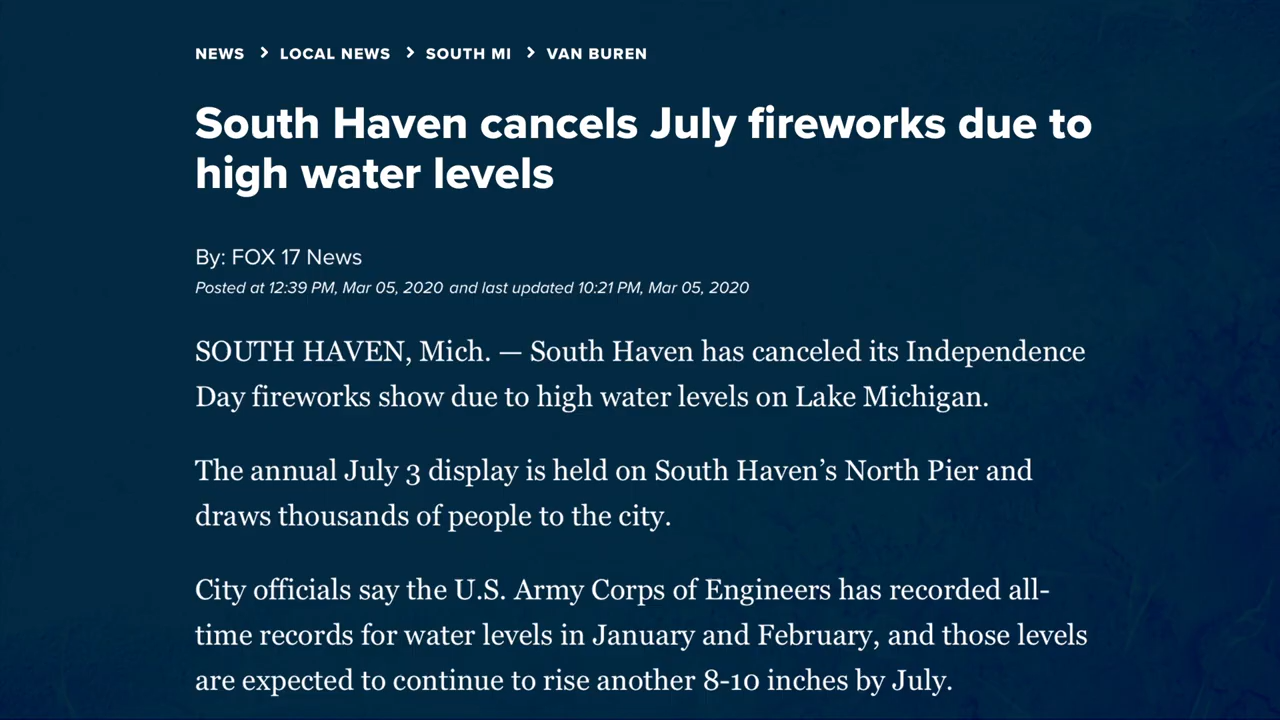 NEWS > LOCAL NEWS > SOUTH MI > VAN BUREN
South Haven cancels July fireworks due to
high water levels
By: FOX 17 News
Posted at 12:39 PM, Mar 05, 2020 and last updated 10:21 PM, Mar 05, 2020
SOUTH HAVEN, Mich. — South Haven has canceled its Independence
Day fireworks show due to high water levels on Lake Michigan.
The annual July 3 display is held on South Haven’s North Pier and
draws thousands of people to the city.
City officials say the U.S. Army Corps of Engineers has recorded all-
time records for water levels in January and February, and those levels
are expected to continue to rise another 8-10 inches by July.